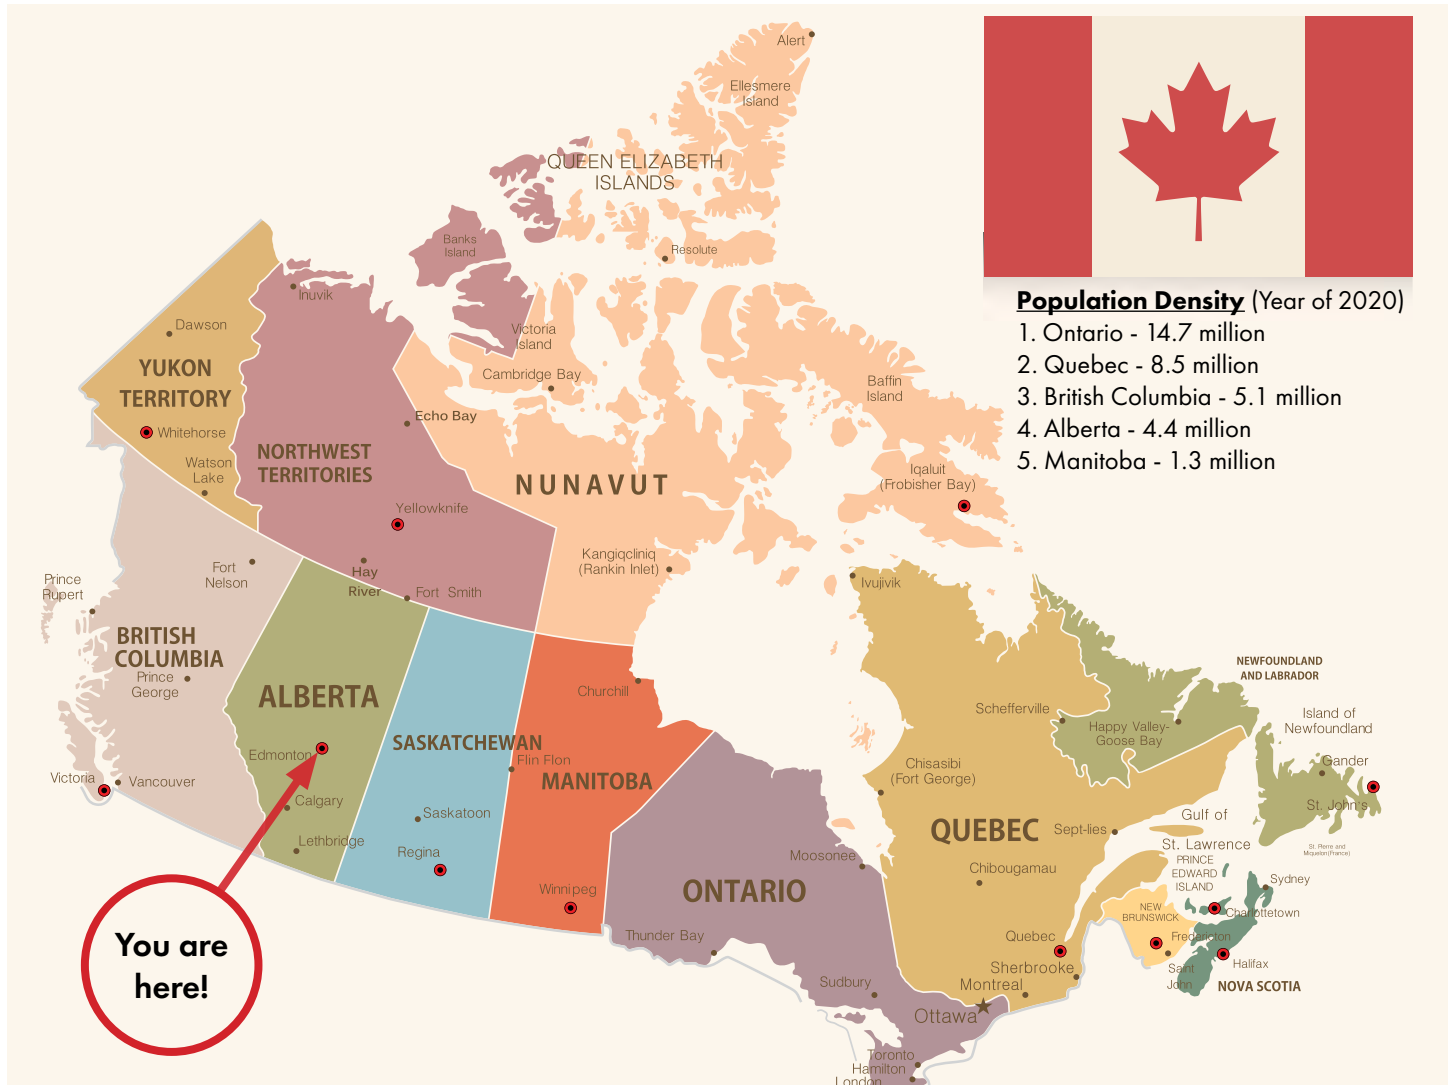 Alert
Ellesmere
Island
QUEEN ELIZABETH
ISLANDS
Banks
Island
Resolute
Inuvik
Victoria
Island
Dawson
YUKON
TERRITORY
Whitehorse
Watson
Lake
Cambridge Bay
Echo Bay
Baffin
Island
NORTHWEST
TERRITORIES
NUNAVUT
Iqaluit
(Frobisher Bay)
Yellowknife
Kangiqcliniq
(Rankin Inlet)
Population Density (Year of 2020)
1. Ontario - 14.7 million
2. Quebec - 8.5 million
3. British Columbia - 5.1 million
4. Alberta - 4.4 million
5. Manitoba - 1.3 million
Fort
Nelson
Hay
River
Fort Smith
Prince
Rupert
Ivujivik
BRITISH
COLUMBIA
Prince
George
ALBERTA
Churchill
NEWFOUNDLAND
AND LABRADOR
Schefferville
Happy Valley-
Goose Bay
Island of
Newfoundland
Edmonton
SASKATCHEWAN
Flin Flon
MANITOBA
Chisasibi
(Fort George)
Gander
Victoria
Vancouver
Calgary
Saskatoon
St. John's
Lethbridge
Regina
QUEBEC
Sept-lies
Gulf of
St. Lawrence
St. Pierre and
Miquelon(France)
Moosonee
Chibougamau
PRINCE
EDWARD
ISLAND
Sydney
Winnipeg
ONTARIO
NEW
BRUNSWICK
Charlottetown
You are
here!
Thunder Bay
Quebec
Fredericton
Sherbrooke
Saint
John
Halifax
Sudbury
Montreal
NOVA SCOTIA
Ottawa
Toronto
Hamilton
London